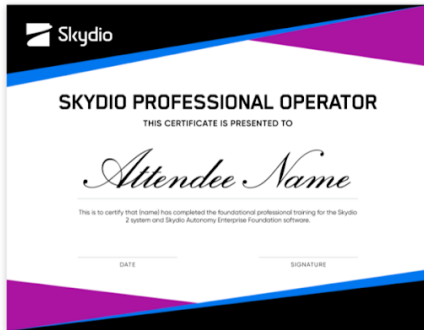 Skydio
SKYDIO PROFESSIONAL OPERATOR
THIS CERTIFICATE IS PRESENTED TO
Attendee Name
This is to certify that (name) has completed the foundational professional training for the Skydio
2 system and Skydio Autonomy Enterprise Foundation software.
DATE
SIGNATURE